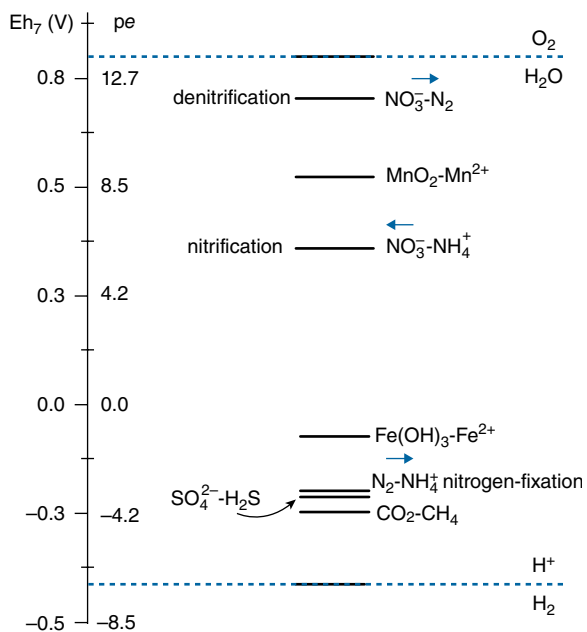 Eh₇ (V) pe
O₂
0.8 12.7 H₂O
denitrification NO₃⁻-N₂
MnO₂-Mn²⁺
0.5 8.5
nitrification NO₃⁻-NH₄⁺
0.3 4.2
0.0 0.0
Fe(OH)₃-Fe²⁺
N₂-NH₄⁺ nitrogen-fixation
SO₄²⁻-H₂S
–0.3 –4.2 CO₂-CH₄
H⁺
H₂
–0.5 –8.5